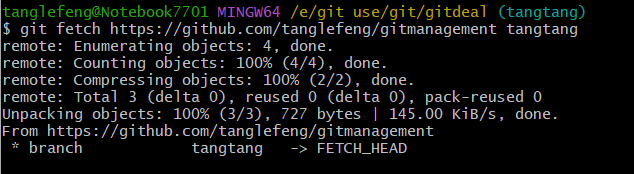 tanglefeng@Notebook7701 MINGW64 /e/git use/git/gitdeal (tangtang)
$ git fetch https://github.com/tanglefeng/gitmanagement tangtang
remote: Enumerating objects: 4, done.
remote: Counting objects: 100% (4/4), done.
remote: Compressing objects: 100% (2/2), done.
remote: Total 3 (delta 0), reused 0 (delta 0), pack-reused 0
Unpacking objects: 100% (3/3), 727 bytes | 145.00 KiB/s, done.
From https://github.com/tanglefeng/gitmanagement
 * branch            tangtang   -> FETCH_HEAD